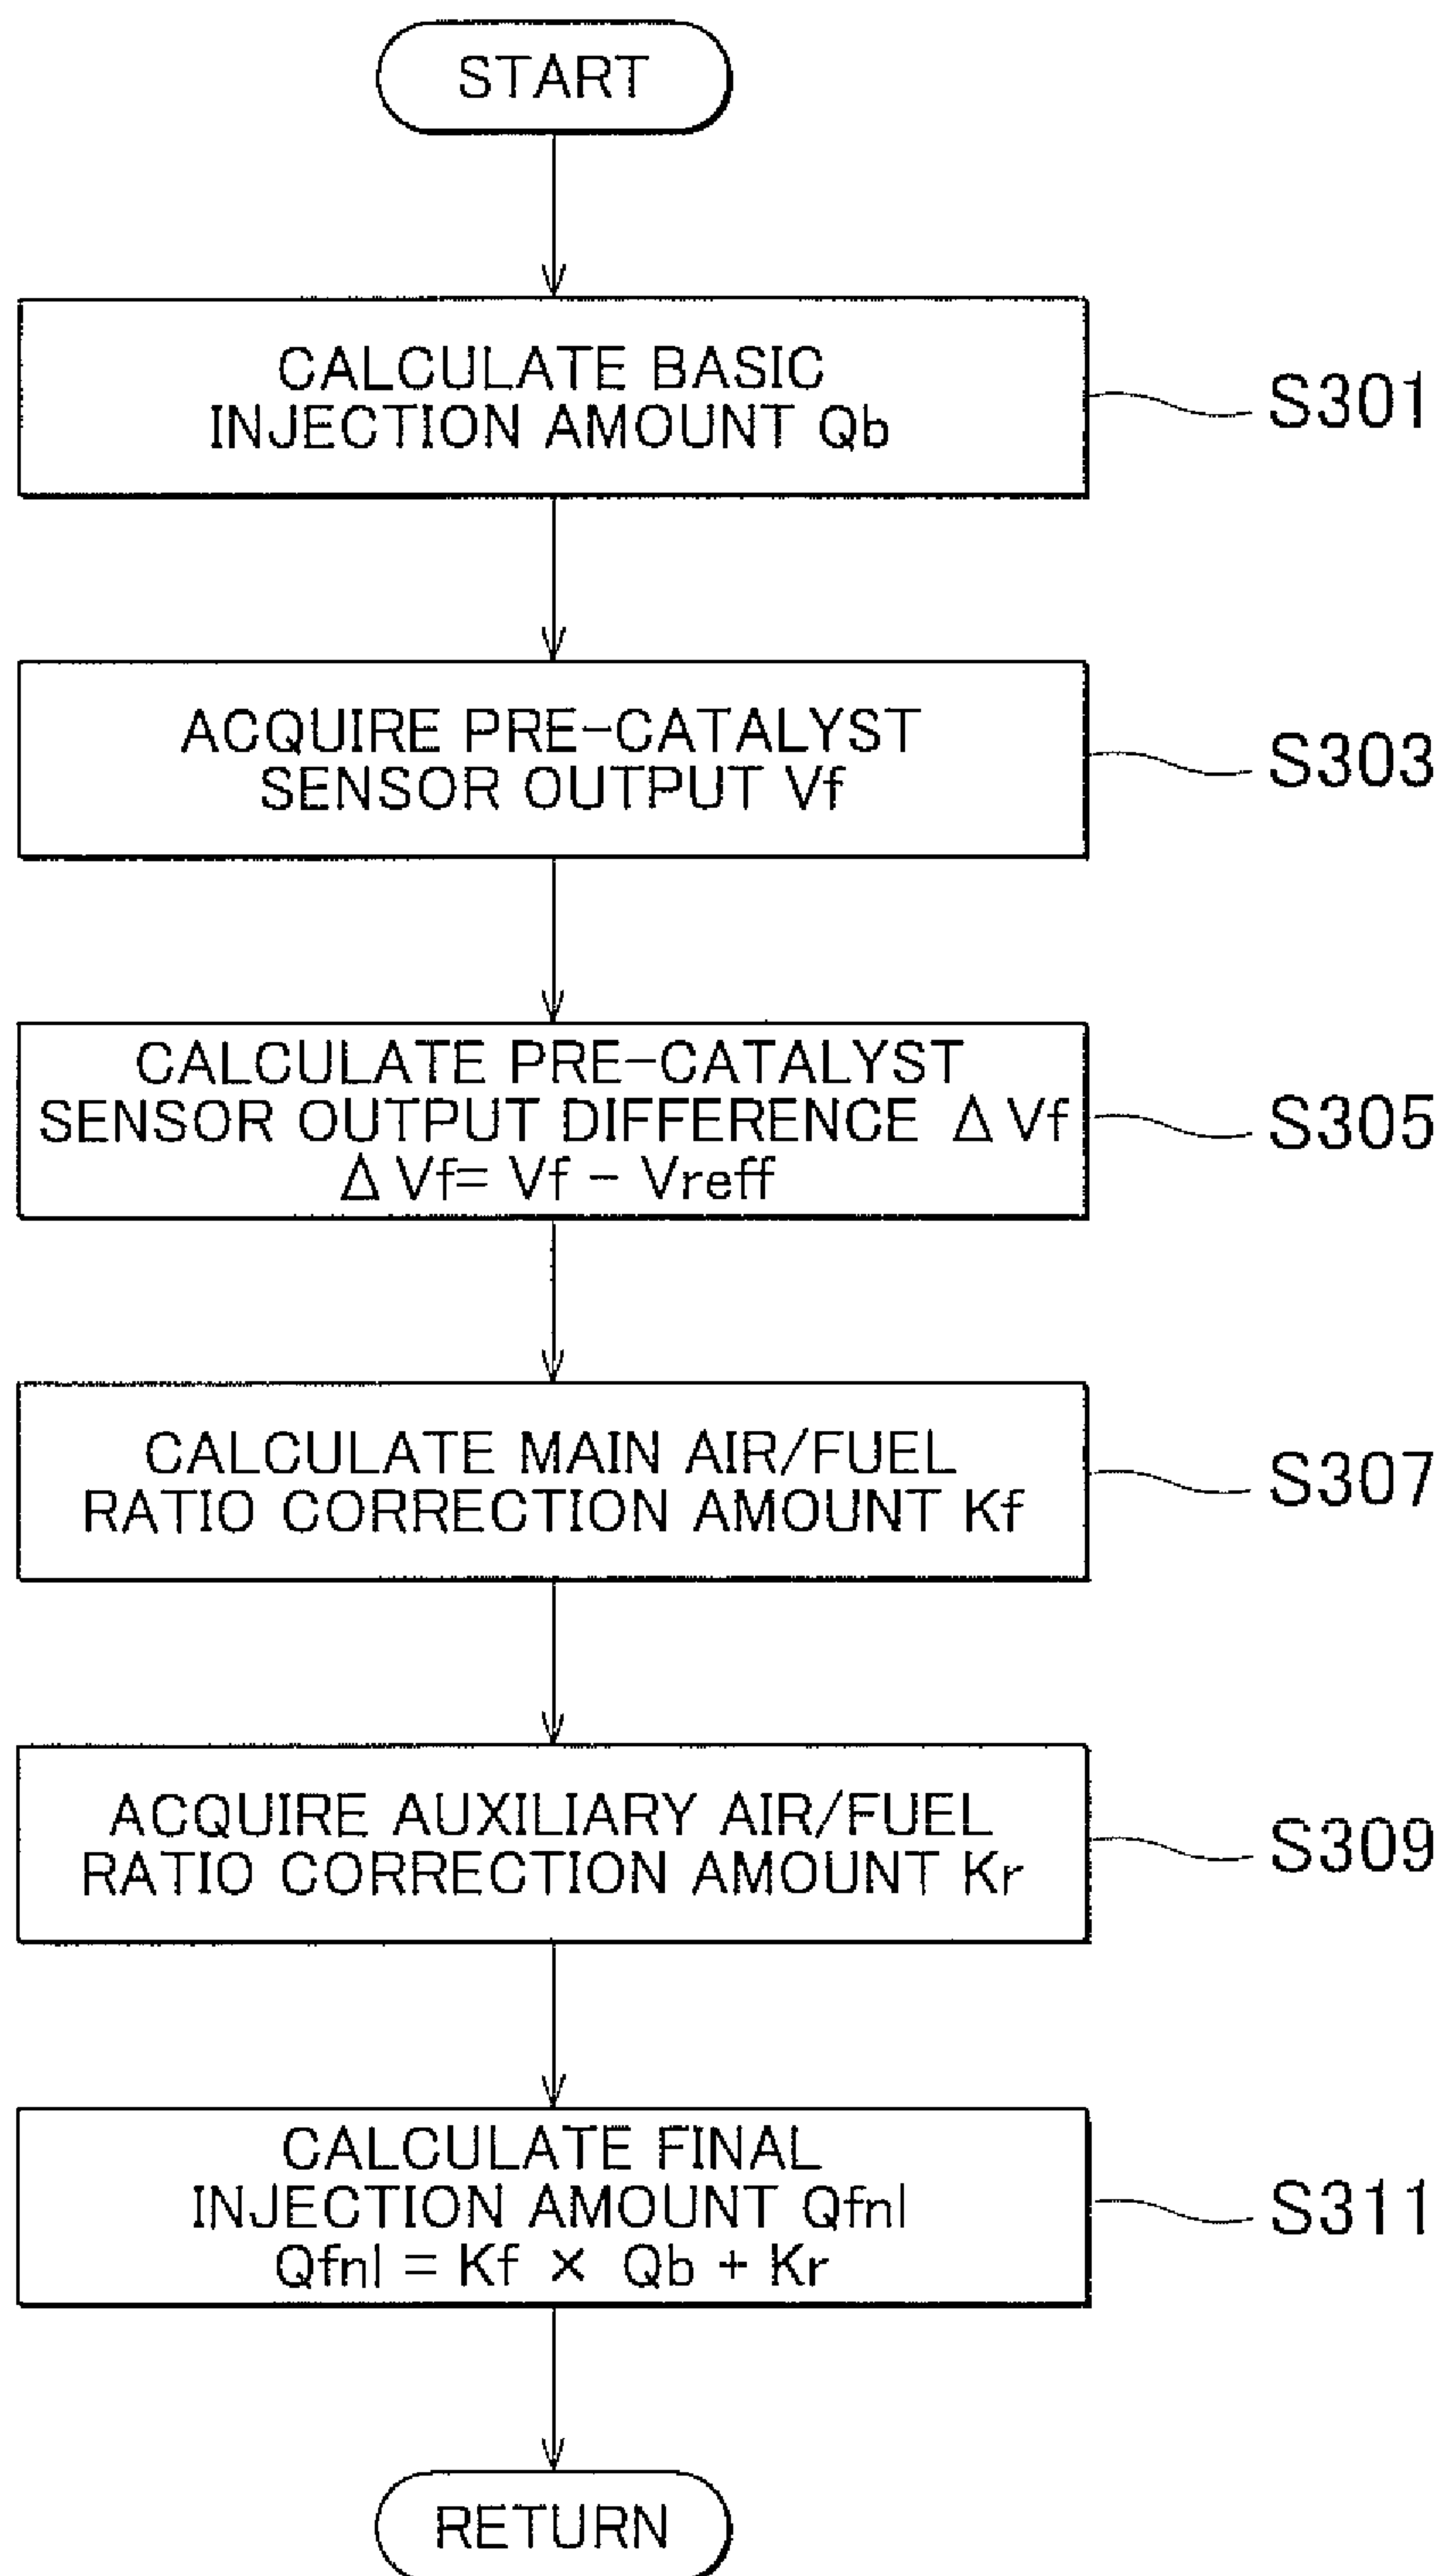 START
CALCULATE BASIC
INJECTION AMOUNT Qb
S301
ACQUIRE PRE-CATALYST
SENSOR OUTPUT Vf
S303
CALCULATE PRE-CATALYST
SENSOR OUTPUT DIFFERENCE Δ Vf
Δ Vf= Vf - Vreff
S305
CALCULATE MAIN AIR/FUEL
RATIO CORRECTION AMOUNT Kf
S307
ACQUIRE AUXILIARY AIR/FUEL
RATIO CORRECTION AMOUNT Kr
S309
CALCULATE FINAL
INJECTION AMOUNT Qfnl
Qfnl = Kf × Qb + Kr
S311
RETURN